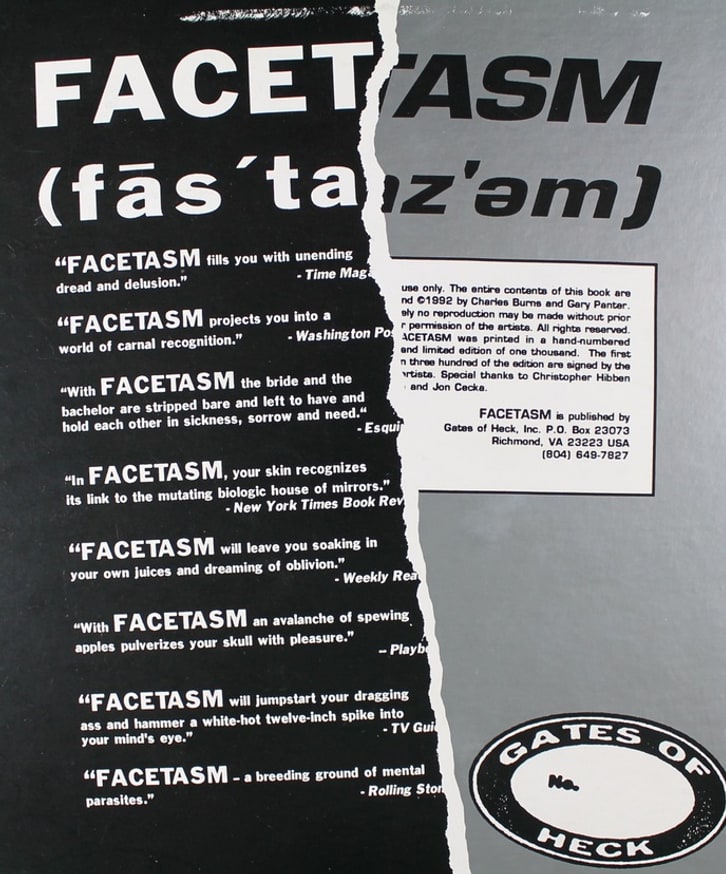 FACETASM
(fās´tanz'əm)
“FACETASM fills you with unending
dread and delusion.”
- Time Mag
“FACETASM projects you into a
world of carnal recognition.”
- Washington Po
“With FACETASM the bride and the
bachelor are stripped bare and left to have and
hold each other in sickness, sorrow and need.“
- Esqui
“In FACETASM, your skin recognizes
its link to the mutating biologic house of mirrors.”
- New York Times Book Rev
“FACETASM will leave you soaking in
your own juices and dreaming of oblivion.”
- Weekly Rea
“With FACETASM an avalanche of spewing
apples pulverizes your skull with pleasure.”
– Playb
“FACETASM will jumpstart your dragging
ass and hammer a white-hot twelve-inch spike into
your mind's eye.”
- TV Gui
“FACETASM – a breeding ground of mental
parasites.”
- Rolling Ston
use only. The entire contents of this book are
nd ©1992 by Charles Burns and Gary Panter.
ely no reproduction may be made without prior
r permission of the artists. All rights reserved.
ACETASM was printed in a hand-numbered
and limited edition of one thousand. The first
n three hundred of the edition are signed by the
rtists. Special thanks to Christopher Hibben
and Jon Cecka.
FACETASM is published by
Gates of Heck, Inc. P.O. Box 23073
Richmond, VA 23223 USA
(804) 649-7827
GATES OF
No.
HECK